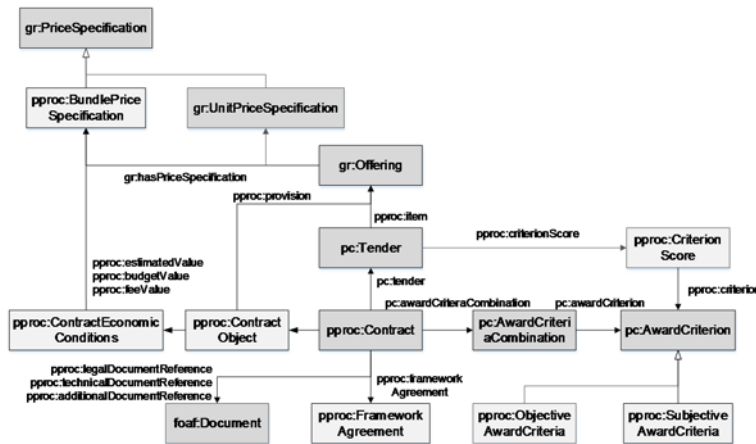 gr:PriceSpecification
pproc:BundlePrice
Specification
gr:UnitPriceSpecification
gr:hasPriceSpecification
gr:Offering
pproc:provision
pproc:item
pc:Tender
pproc:criterionScore
pproc:Criterion
Score
pproc:estimatedValue
pproc:budgetValue
pproc:feeValue
pc:tender
pproc:criterion
pc:awardCriteraCombination
pc:awardCriterion
pproc:ContractEconomic
Conditions
pproc:Contract
Object
pproc:Contract
pc:AwardCriteri
aCombination
pc:AwardCriterion
pproc:legalDocumentReference
pproc:technicalDocumentReference
pproc:additionalDocumentReference
pproc:framework
Agreement
foaf:Document
pproc:Framework
Agreement
pproc:Objective
AwardCriteria
pproc:Subjective
AwardCriteria